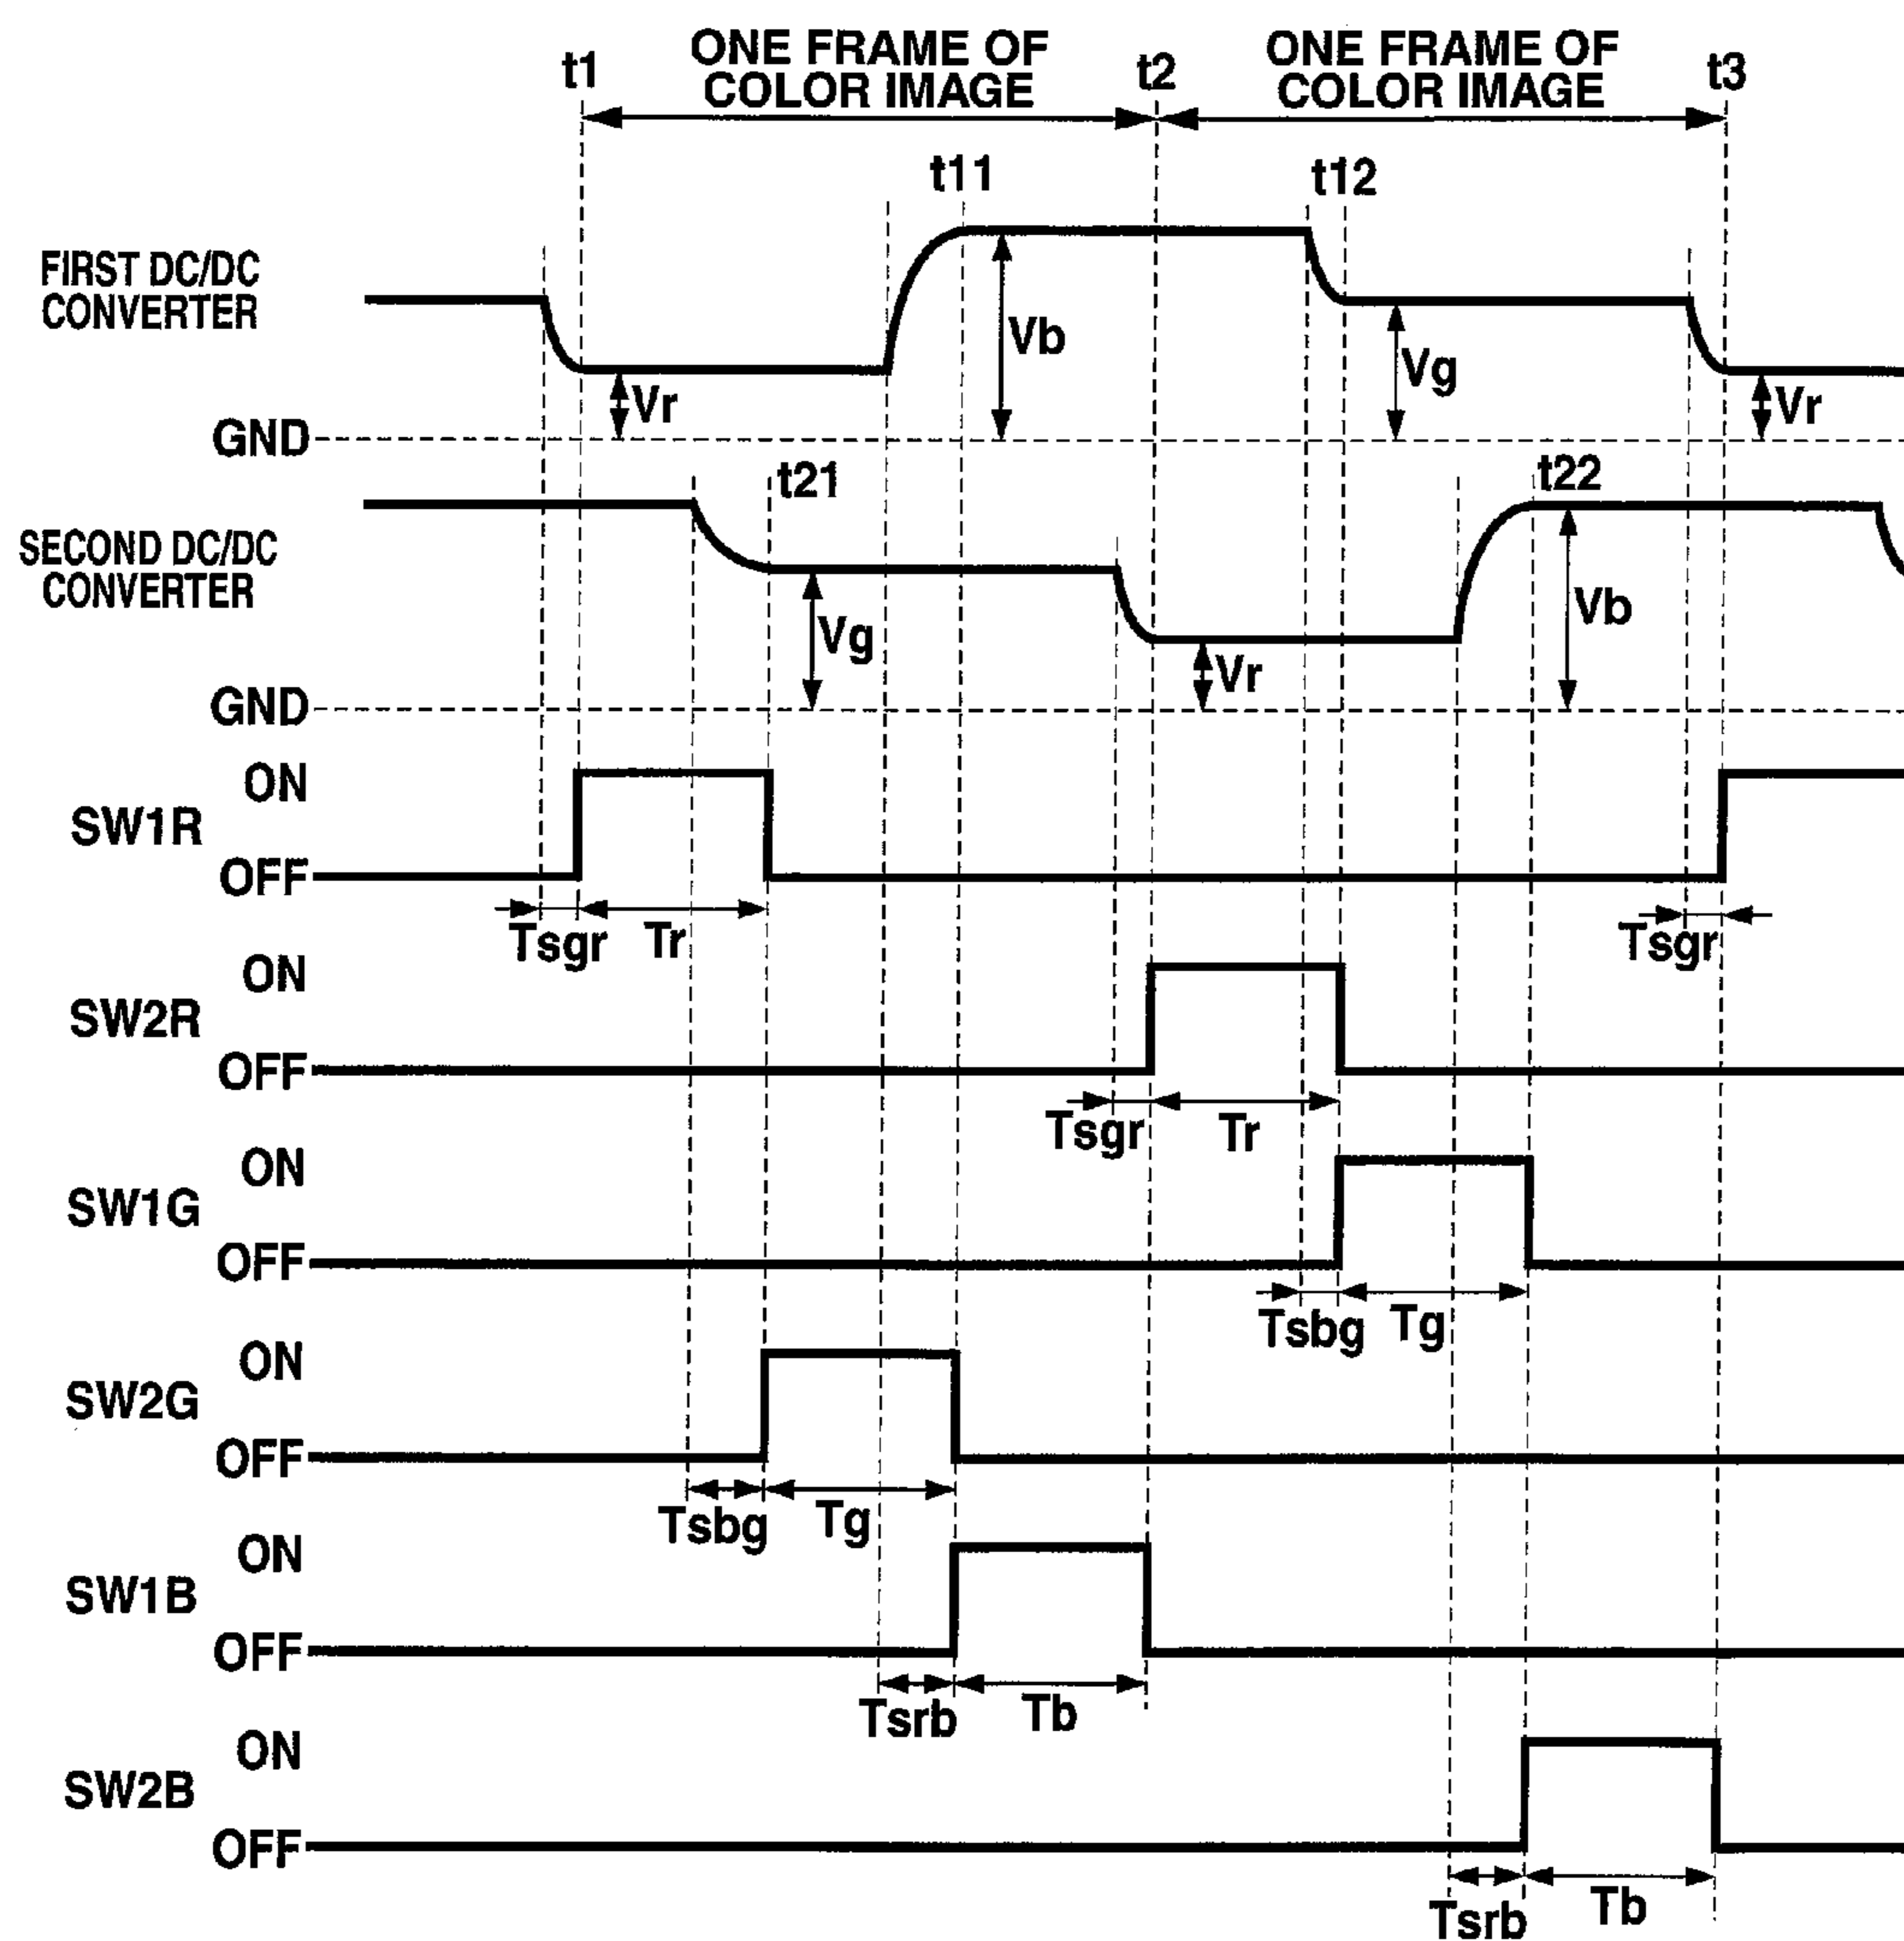 ONE FRAME OF
COLOR IMAGE
ONE FRAME OF
COLOR IMAGE
t1
t2
t3
t11
t12
FIRST DC/DC
CONVERTER
Vb
Vg
Vr
Vr
GND
t21
t22
SECOND DC/DC
CONVERTER
Vg
Vr
Vb
GND
ON
SW1R
OFF
Tsgr
Tr
Tsgr
ON
SW2R
OFF
Tsgr
Tr
ON
SW1G
OFF
Tsbg
Tg
ON
SW2G
OFF
Tsbg
Tg
ON
SW1B
OFF
Tsrb
Tb
ON
SW2B
OFF
Tsrb
Tb